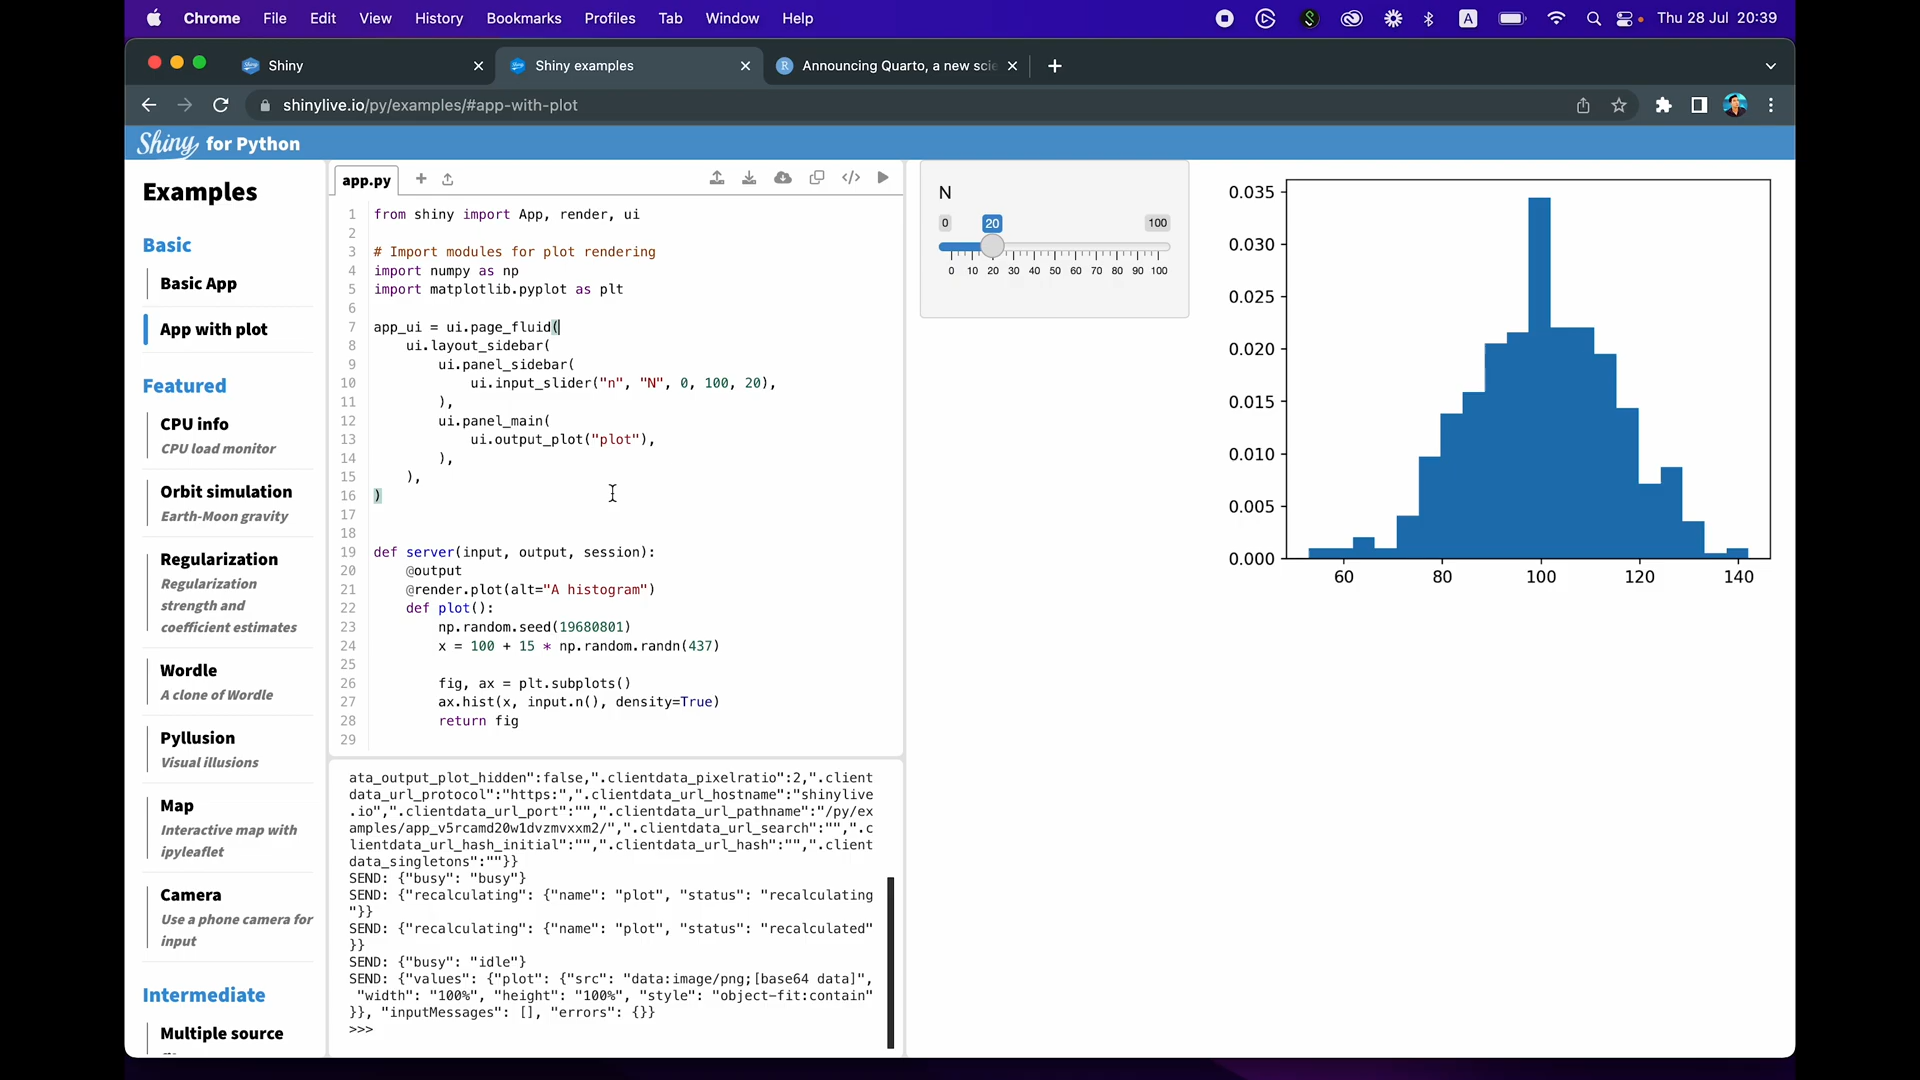 Chrome File Edit View History Bookmarks Profiles Tab Window Help A Thu 28 Jul 20:39
Shiny Shiny examples Announcing Quarto, a new scie
shinylive.io/py/examples/#app-with-plot
Shiny for Python
Examples
Basic
Basic App
App with plot
Featured
CPU info
CPU load monitor
Orbit simulation
Earth-Moon gravity
Regularization
Regularization
strength and
coefficient estimates
Wordle
A clone of Wordle
Pyllusion
Visual illusions
Map
Interactive map with
ipyleaflet
Camera
Use a phone camera for
input
Intermediate
Multiple source
app.py
1 from shiny import App, render, ui
2
3 # Import modules for plot rendering
4 import numpy as np
5 import matplotlib.pyplot as plt
6
7 app_ui = ui.page_fluid(
8 ui.layout_sidebar(
9 ui.panel_sidebar(
10 ui.input_slider("n", "N", 0, 100, 20),
11 ),
12 ui.panel_main(
13 ui.output_plot("plot"),
14 ),
15 ),
16 )
17
18
19 def server(input, output, session):
20 @output
21 @render.plot(alt="A histogram")
22 def plot():
23 np.random.seed(19680801)
24 x = 100 + 15 * np.random.randn(437)
25
26 fig, ax = plt.subplots()
27 ax.hist(x, input.n(), density=True)
28 return fig
29
ata_output_plot_hidden":false,".clientdata_pixelratio":2,".client
data_url_protocol":"https:",".clientdata_url_hostname":"shinylive
.io",".clientdata_url_port":"",".clientdata_url_pathname":"/py/ex
amples/app_v5rcamd20w1dvzmvxxm2/",".clientdata_url_search":"",".c
lientdata_url_hash_initial":"",".clientdata_url_hash":"",".client
data_singletons":""}}
SEND: {"busy": "busy"}
SEND: {"recalculating": {"name": "plot", "status": "recalculating
"}}
SEND: {"recalculating": {"name": "plot", "status": "recalculated"
}}
SEND: {"busy": "idle"}
SEND: {"values": {"plot": {"src": "data:image/png;[base64 data]",
"width": "100%", "height": "100%", "style": "object-fit:contain"
}}, "inputMessages": [], "errors": {}}
>>>
N
0 20 100
0 10 20 30 40 50 60 70 80 90 100
0.035
0.030
0.025
0.020
0.015
0.010
0.005
0.000
60 80 100 120 140